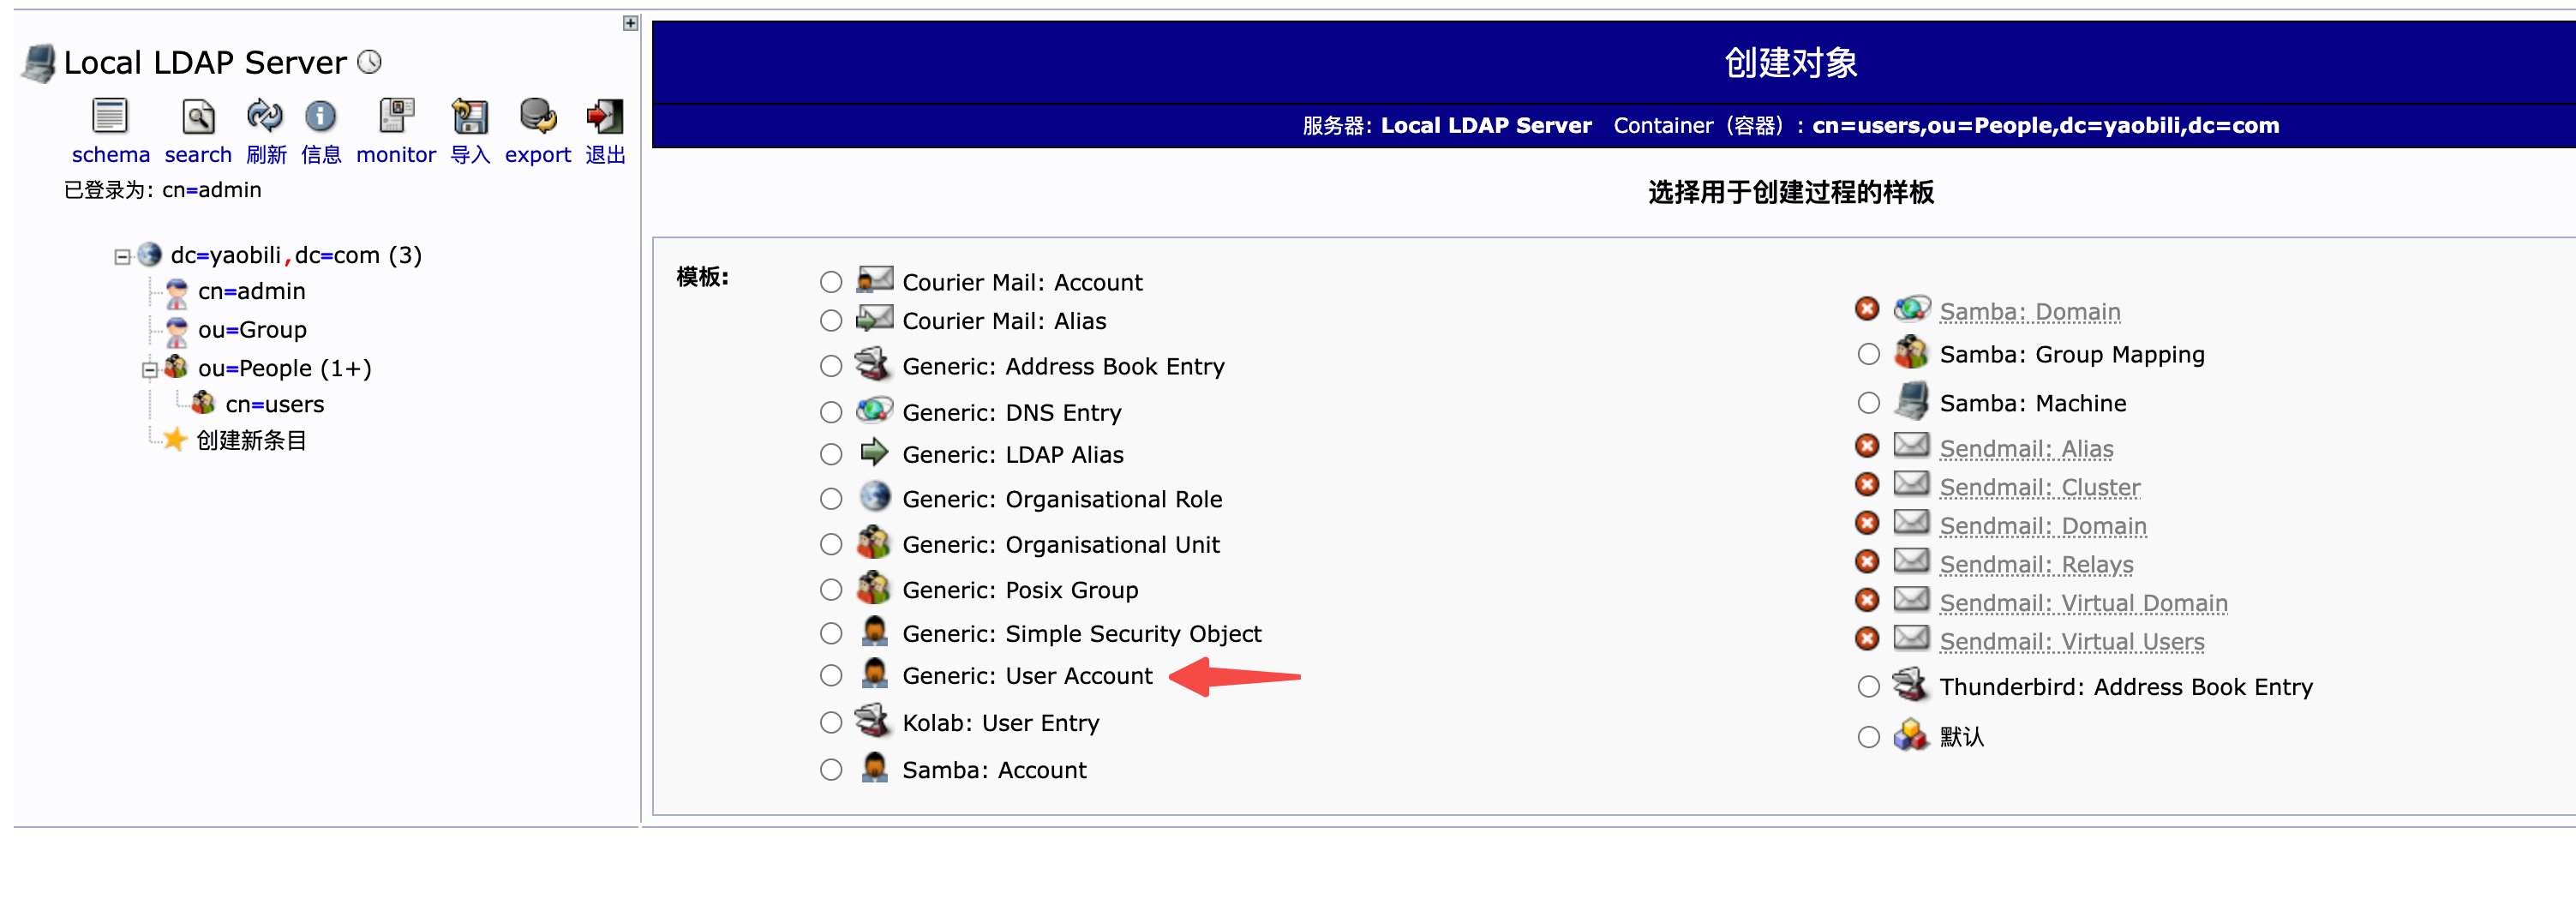 Local LDAP Server
schema search 刷新 信息 monitor 导入 export 退出
已登录为: cn=admin
dc=yaobili,dc=com (3)
cn=admin
ou=Group
ou=People (1+)
cn=users
创建新条目
创建对象
服务器: Local LDAP Server Container（容器）: cn=users,ou=People,dc=yaobili,dc=com
选择用于创建过程的样板
模板:
Courier Mail: Account
Courier Mail: Alias
Generic: Address Book Entry
Generic: DNS Entry
Generic: LDAP Alias
Generic: Organisational Role
Generic: Organisational Unit
Generic: Posix Group
Generic: Simple Security Object
Generic: User Account
Kolab: User Entry
Samba: Account
Samba: Domain
Samba: Group Mapping
Samba: Machine
Sendmail: Alias
Sendmail: Cluster
Sendmail: Domain
Sendmail: Relays
Sendmail: Virtual Domain
Sendmail: Virtual Users
Thunderbird: Address Book Entry
默认